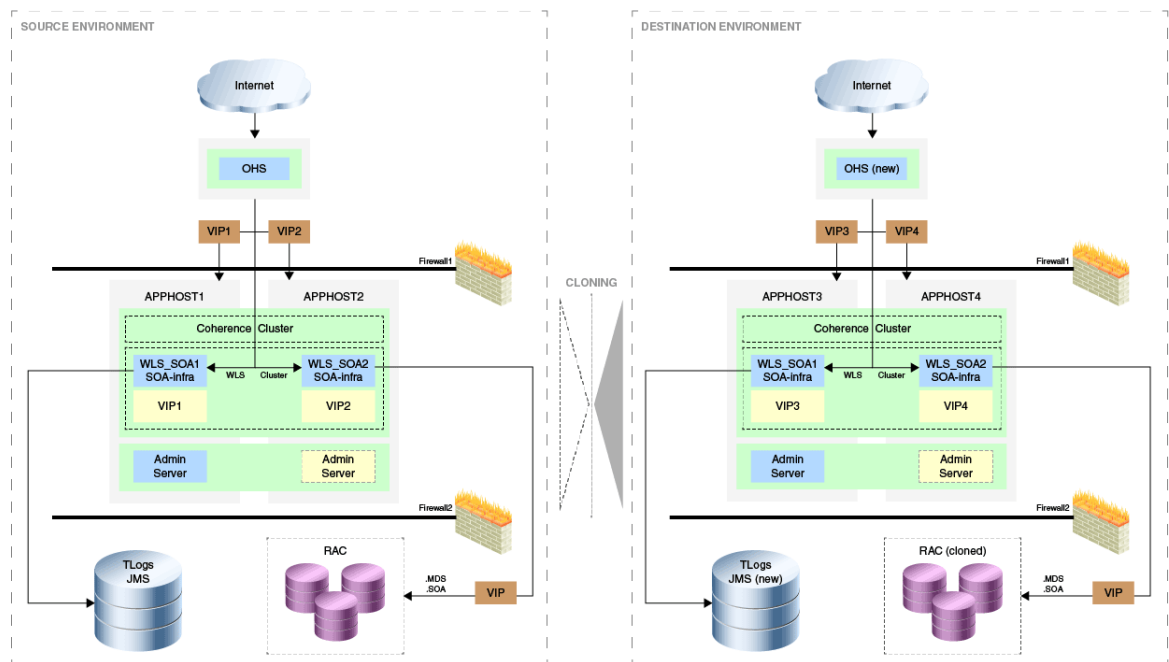 SOURCE ENVIRONMENT
Internet
OHS
VIP1
VIP2
Firewall1
APPHOST1
APPHOST2
Coherence Cluster
WLS_SOA1
SOA-infra
WLS
Cluster
WLS_SOA2
SOA-infra
VIP1
VIP2
Admin
Server
Admin
Server
Firewall2
TLogs
JMS
RAC
.MDS
.SOA
VIP
CLONING
DESTINATION ENVIRONMENT
Internet
OHS (new)
VIP3
VIP4
Firewall1
APPHOST3
APPHOST4
Coherence Cluster
WLS_SOA1
SOA-infra
WLS
Cluster
WLS_SOA2
SOA-infra
VIP3
VIP4
Admin
Server
Admin
Server
Firewall2
TLogs
JMS (new)
RAC (cloned)
.MDS
.SOA
VIP